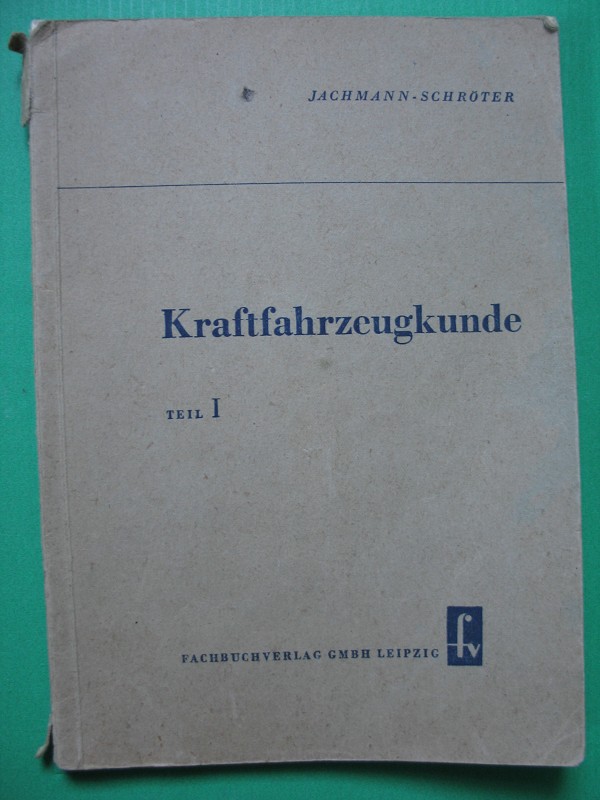 JACHMANN-SCHRÖTER
Kraftfahrzeugkunde
TEIL I
FACHBUCHVERLAG GMBH LEIPZIG
fv